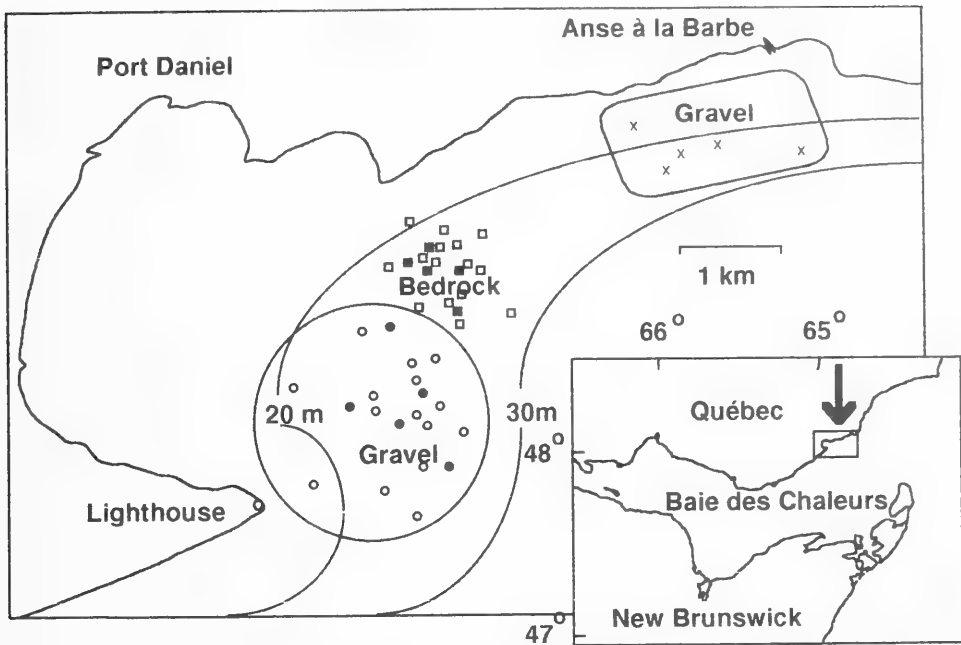 Anse à la Barbe
Port Daniel
Gravel
x
x x x x
Bedrock
1 km
66° 65°
20 m 30m
Gravel
48°
Québec
Lighthouse
Baie des Chaleurs
New Brunswick
47°